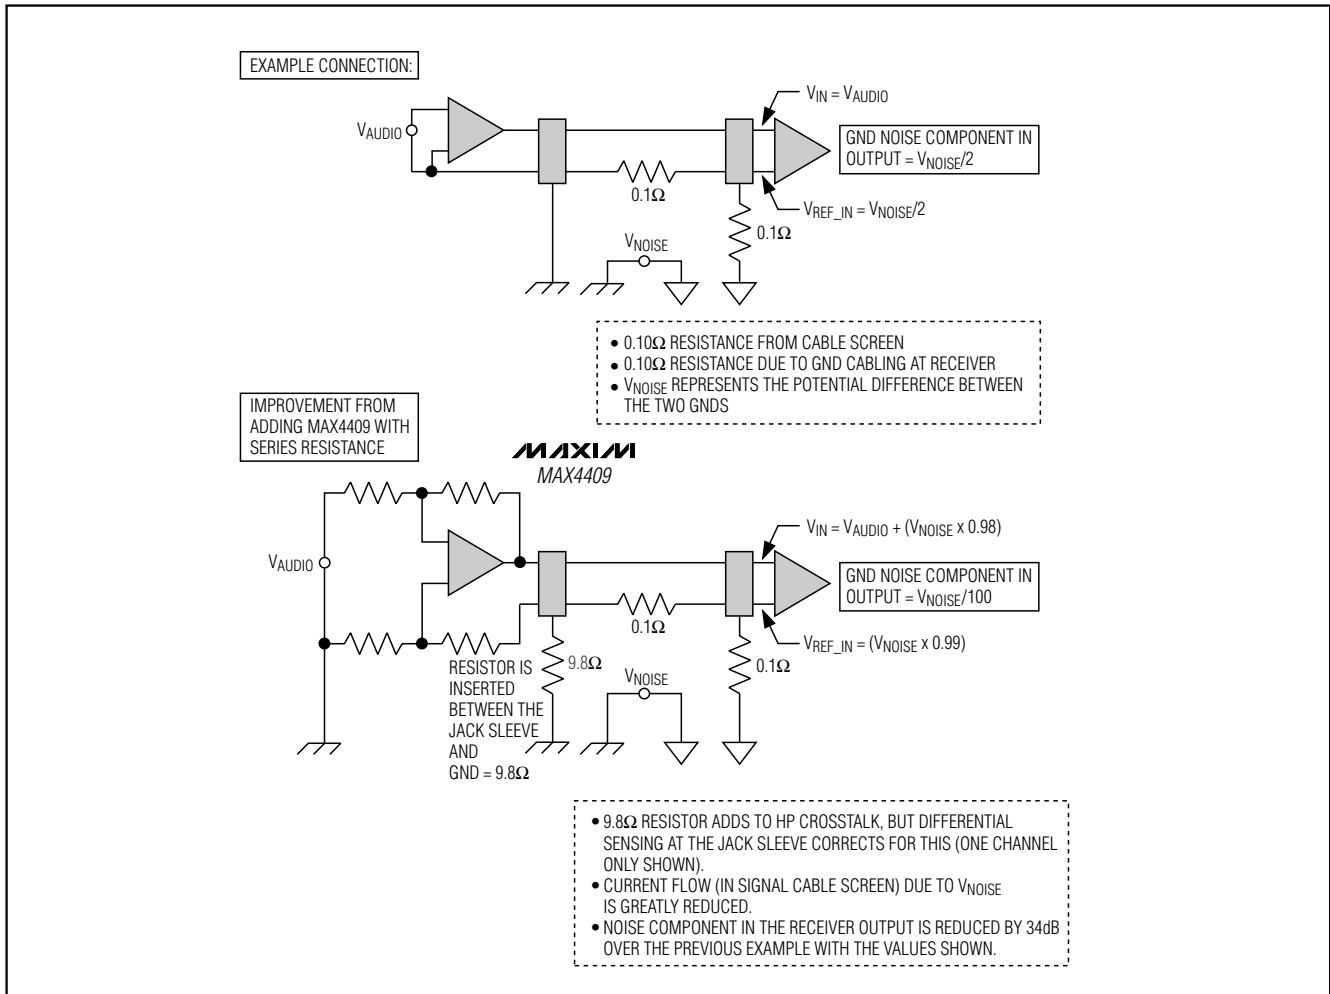 EXAMPLE CONNECTION:
VAUDIO
VIN = VAUDIO
GND NOISE COMPONENT IN
OUTPUT = VNOISE/2
0.1Ω
VREF_IN = VNOISE/2
0.1Ω
VNOISE
• 0.10Ω RESISTANCE FROM CABLE SCREEN
• 0.10Ω RESISTANCE DUE TO GND CABLING AT RECEIVER
• VNOISE REPRESENTS THE POTENTIAL DIFFERENCE BETWEEN
THE TWO GNDS
IMPROVEMENT FROM
ADDING MAX4409 WITH
SERIES RESISTANCE
MAXIM
MAX4409
VAUDIO
VIN = VAUDIO + (VNOISE x 0.98)
GND NOISE COMPONENT IN
OUTPUT = VNOISE/100
0.1Ω
VREF_IN = (VNOISE x 0.99)
9.8Ω
0.1Ω
VNOISE
RESISTOR IS
INSERTED
BETWEEN THE
JACK SLEEVE
AND
GND = 9.8Ω
• 9.8Ω RESISTOR ADDS TO HP CROSSTALK, BUT DIFFERENTIAL
SENSING AT THE JACK SLEEVE CORRECTS FOR THIS (ONE CHANNEL
ONLY SHOWN).
• CURRENT FLOW (IN SIGNAL CABLE SCREEN) DUE TO VNOISE
IS GREATLY REDUCED.
• NOISE COMPONENT IN THE RECEIVER OUTPUT IS REDUCED BY 34dB
OVER THE PREVIOUS EXAMPLE WITH THE VALUES SHOWN.